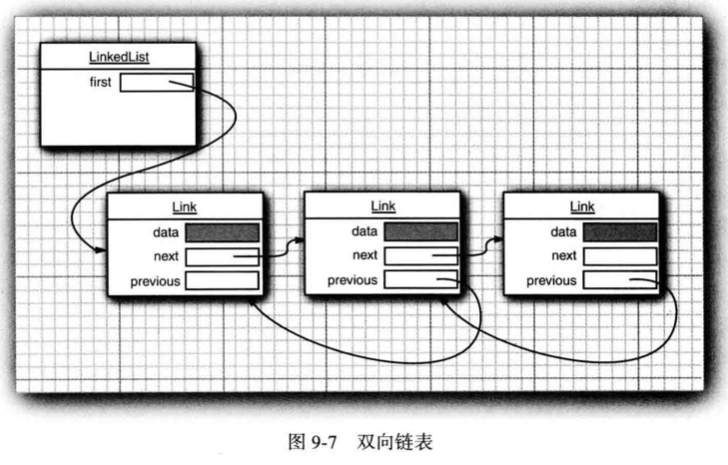 LinkedList
first
Link
data
next
previous
Link
data
next
previous
Link
data
next
previous
图 9-7 双向链表